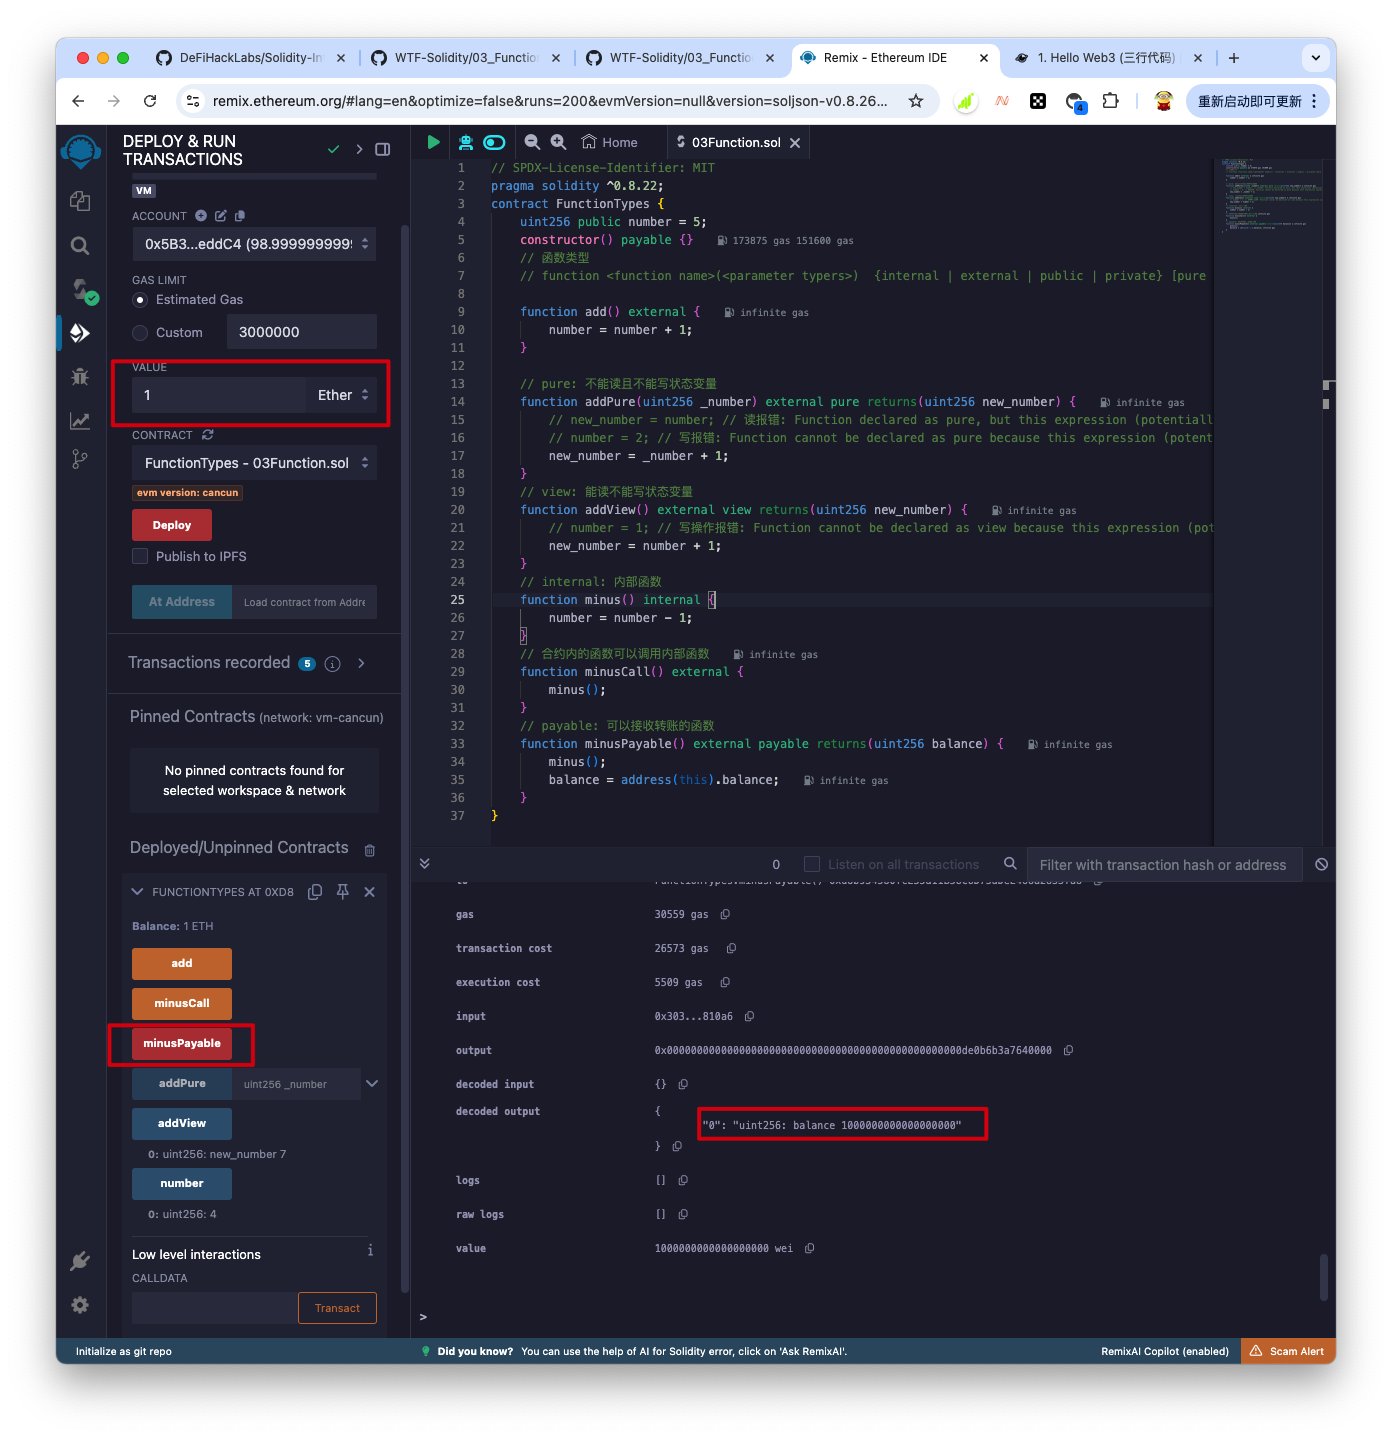 DeFiHackLabs/Solidity-In
WTF-Solidity/03_Functio
WTF-Solidity/03_Functio
Remix - Ethereum IDE
1. Hello Web3 (三行代码)
remix.ethereum.org/#lang=en&optimize=false&runs=200&evmVersion=null&version=soljson-v0.8.26...
4
重新启动即可更新
DEPLOY & RUN
TRANSACTIONS
VM
ACCOUNT
0x5B3...eddC4 (98.9999999999
GAS LIMIT
Estimated Gas
Custom
3000000
VALUE
1
Ether
CONTRACT
FunctionTypes - 03Function.sol
evm version: cancun
Deploy
Publish to IPFS
At Address
Load contract from Addre
Transactions recorded 5
Pinned Contracts (network: vm-cancun)
No pinned contracts found for
selected workspace & network
Deployed/Unpinned Contracts
FUNCTIONTYPES AT 0XD8
Balance: 1 ETH
add
minusCall
minusPayable
addPure
uint256 _number
addView
0: uint256: new_number 7
number
0: uint256: 4
Low level interactions
CALLDATA
Transact
Home
03Function.sol
1 // SPDX-License-Identifier: MIT
2 pragma solidity ^0.8.22;
3 contract FunctionTypes {
4 uint256 public number = 5;
5 constructor() payable {} 173875 gas 151600 gas
6 // 函数类型
7 // function <function name>(<parameter types>) {internal | external | public | private} [pure
8
9 function add() external { infinite gas
10 number = number + 1;
11 }
12
13 // pure: 不能读且不能写状态变量
14 function addPure(uint256 _number) external pure returns(uint256 new_number) { infinite gas
15 // new_number = number; // 读报错: Function declared as pure, but this expression (potentiall
16 // number = 2; // 写报错: Function cannot be declared as pure because this expression (potent
17 new_number = _number + 1;
18 }
19 // view: 能读不能写状态变量
20 function addView() external view returns(uint256 new_number) { infinite gas
21 // number = 1; // 写操作报错: Function cannot be declared as view because this expression (pot
22 new_number = number + 1;
23 }
24 // internal: 内部函数
25 function minus() internal {
26 number = number - 1;
27 }
28 // 合约内的函数可以调用内部函数 infinite gas
29 function minusCall() external {
30 minus();
31 }
32 // payable: 可以接收转账的函数
33 function minusPayable() external payable returns(uint256 balance) { infinite gas
34 minus();
35 balance = address(this).balance; infinite gas
36 }
37 }
0
Listen on all transactions
Filter with transaction hash or address
gas 30559 gas
transaction cost 26573 gas
execution cost 5509 gas
input 0x303...810a6
output 0x0000000000000000000000000000000000000000000000000de0b6b3a7640000
decoded input {}
decoded output {
"0": "uint256: balance 1000000000000000000"
}
logs []
raw logs []
value 1000000000000000000 wei
>
Initialize as git repo
Did you know? You can use the help of AI for Solidity error, click on 'Ask RemixAI'.
RemixAI Copilot (enabled)
Scam Alert